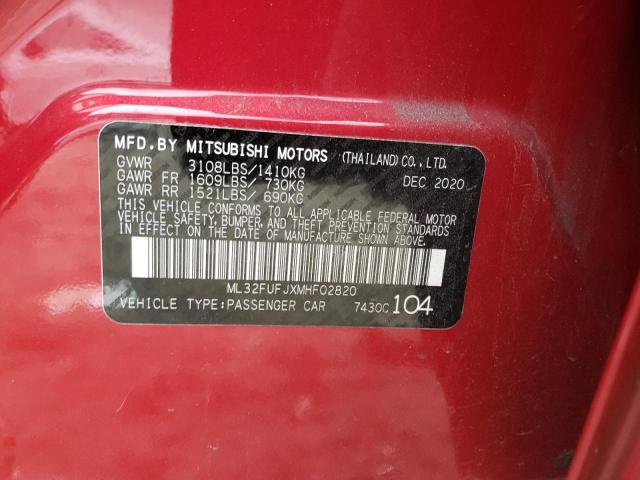 MFD.BY MITSUBISHI MOTORS (THAILAND) CO., LTD.
GVWR 3108LBS/1410KG DEC 2020
GAWR FR 1609LBS/ 730KG
GAWR RR 1521LBS/ 690KG
THIS VEHICLE CONFORMS TO ALL APPLICABLE FEDERAL MOTOR
VEHICLE SAFETY, BUMPER, AND THEFT PREVENTION STANDARDS
IN EFFECT ON THE DATE OF MANUFACTURE SHOWN ABOVE.
ML32FUFJXMHF02820
VEHICLE TYPE:PASSENGER CAR 7430C 104